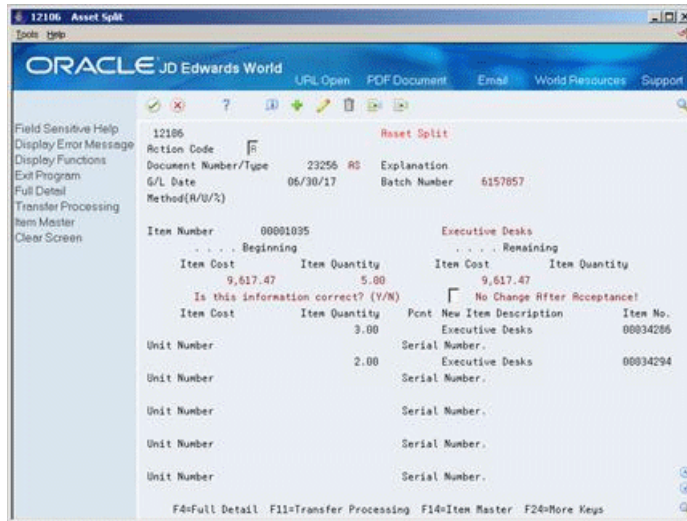 12106 Asset Split
Tools Help
ORACLE JD Edwards World
URL Open PDF Document Email World Resources Support
Field Sensitive Help
Display Error Message
Display Functions
Exit Program
Full Detail
Transfer Processing
Item Master
Clear Screen
12106 Asset Split
Action Code A
Document Number/Type 23256 AS Explanation
G/L Date 06/30/17 Batch Number 6157857
Method(A/U/%)
Item Number 00001035 Executive Desks
. . . . Beginning . . . . Remaining
Item Cost Item Quantity Item Cost Item Quantity
9,617.47 5.00 9,617.47
Is this information correct? (Y/N) No Change After Acceptance!
Item Cost Item Quantity Pcnt New Item Description Item No.
3.00 Executive Desks 00034286
Unit Number Serial Number.
2.00 Executive Desks 00034294
Unit Number Serial Number.
Unit Number Serial Number.
Unit Number Serial Number.
Unit Number Serial Number.
F4=Full Detail F11=Transfer Processing F14=Item Master F24=More Keys